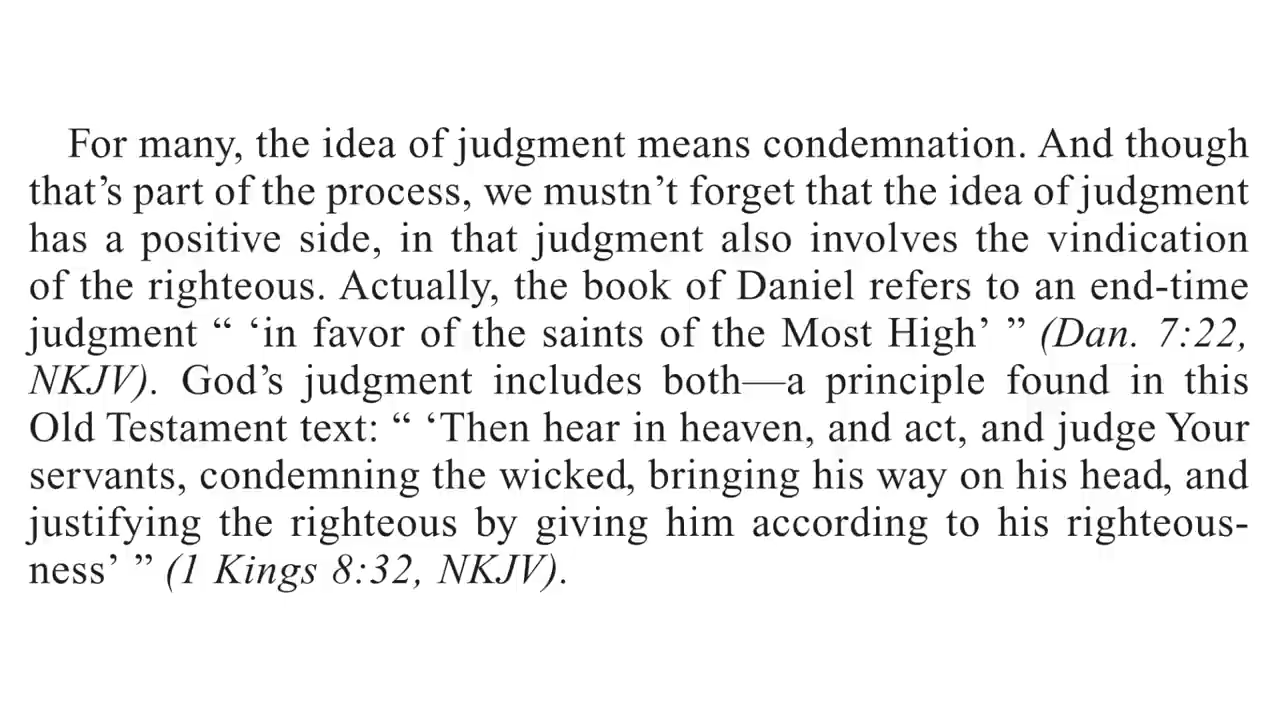 For many, the idea of judgment means condemnation. And though
that’s part of the process, we mustn’t forget that the idea of judgment
has a positive side, in that judgment also involves the vindication
of the righteous. Actually, the book of Daniel refers to an end-time
judgment “ ‘in favor of the saints of the Most High’ ” (Dan. 7:22,
NKJV). God’s judgment includes both—a principle found in this
Old Testament text: “ ‘Then hear in heaven, and act, and judge Your
servants, condemning the wicked, bringing his way on his head, and
justifying the righteous by giving him according to his righteous-
ness’ ” (1 Kings 8:32, NKJV).